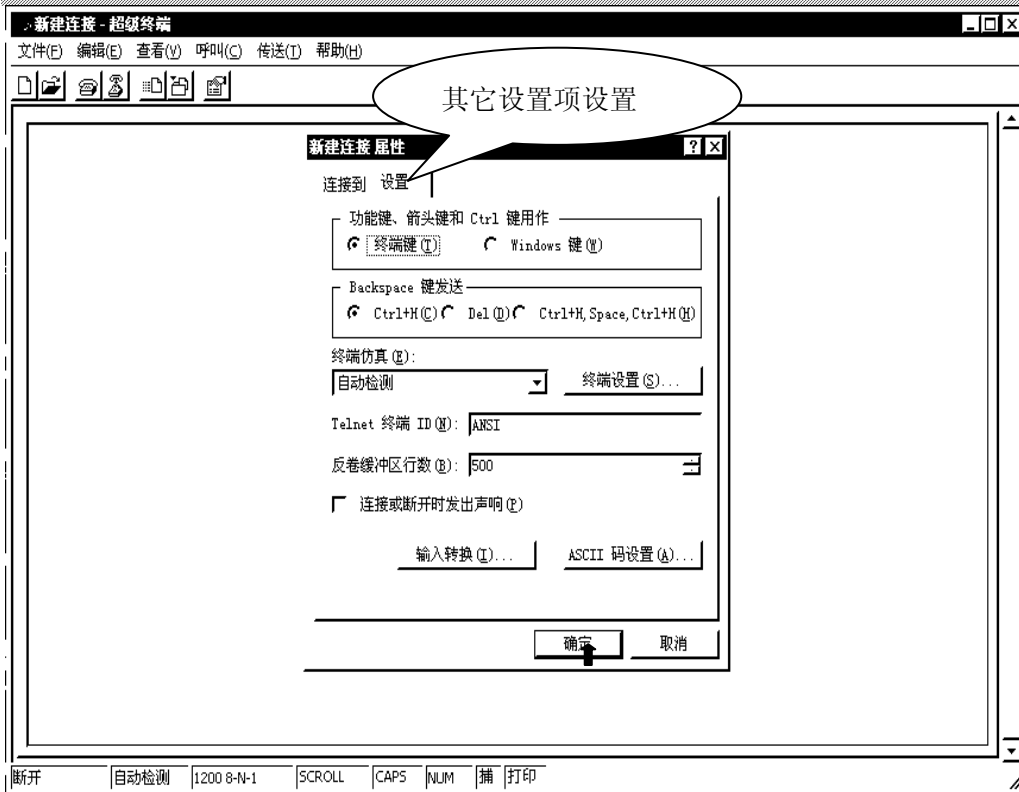 新建连接 - 超级终端
文件(F) 编辑(E) 查看(V) 呼叫(C) 传送(T) 帮助(H)
其它设置项设置
新建连接 属性
连接到 设置
功能键、箭头键和 Ctrl 键用作
终端键(T) Windows 键(W)
Backspace 键发送
Ctrl+H(C) Del(D) Ctrl+H,Space,Ctrl+H(H)
终端仿真(E):
自动检测 终端设置(S)...
Telnet 终端 ID(N): ANSI
反卷缓冲区行数(B): 500
连接或断开时发出声响(P)
输入转换(I)... ASCII 码设置(A)...
确定 取消
断开 自动检测 1200 8-N-1 SCROLL CAPS NUM 捕 打印